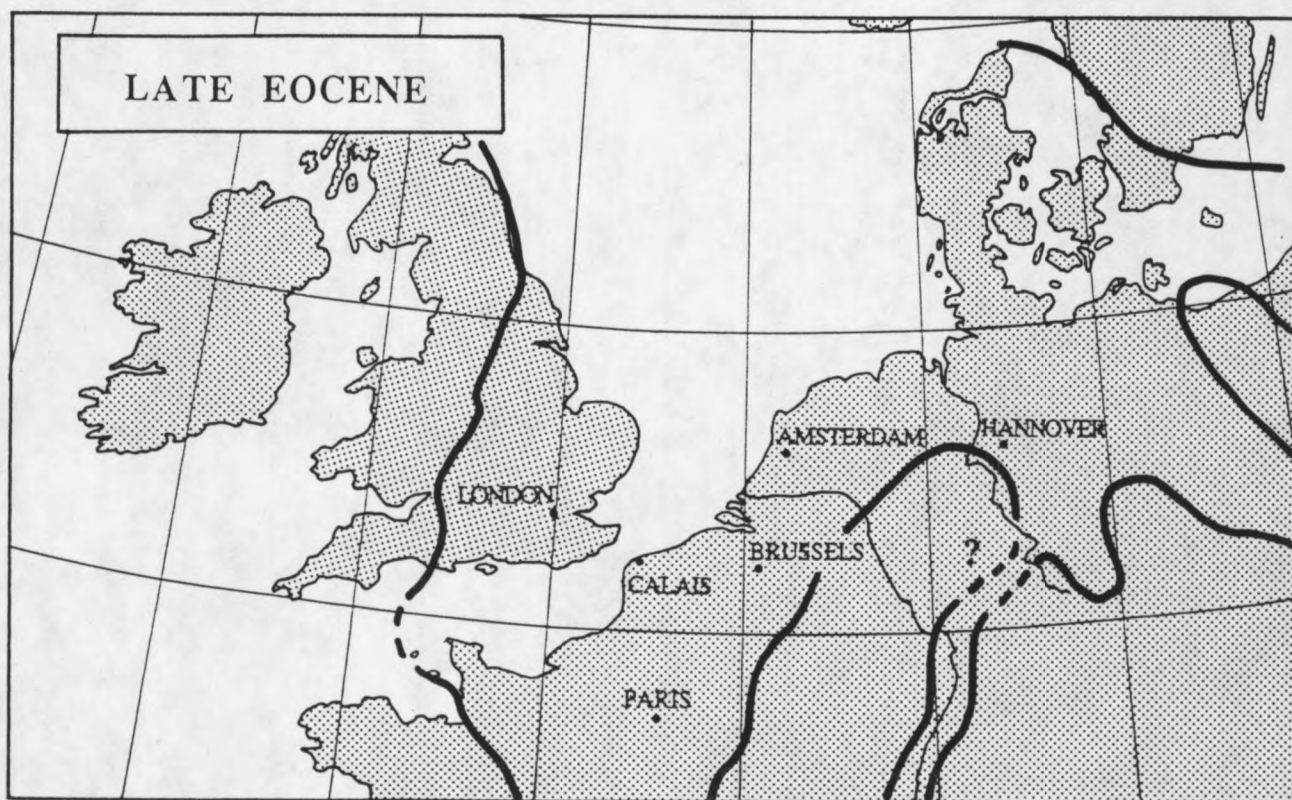 LATE EOCENE
AMSTERDAM
HANNOVER
LONDON
BRUSSELS
?
CALAIS
PARIS